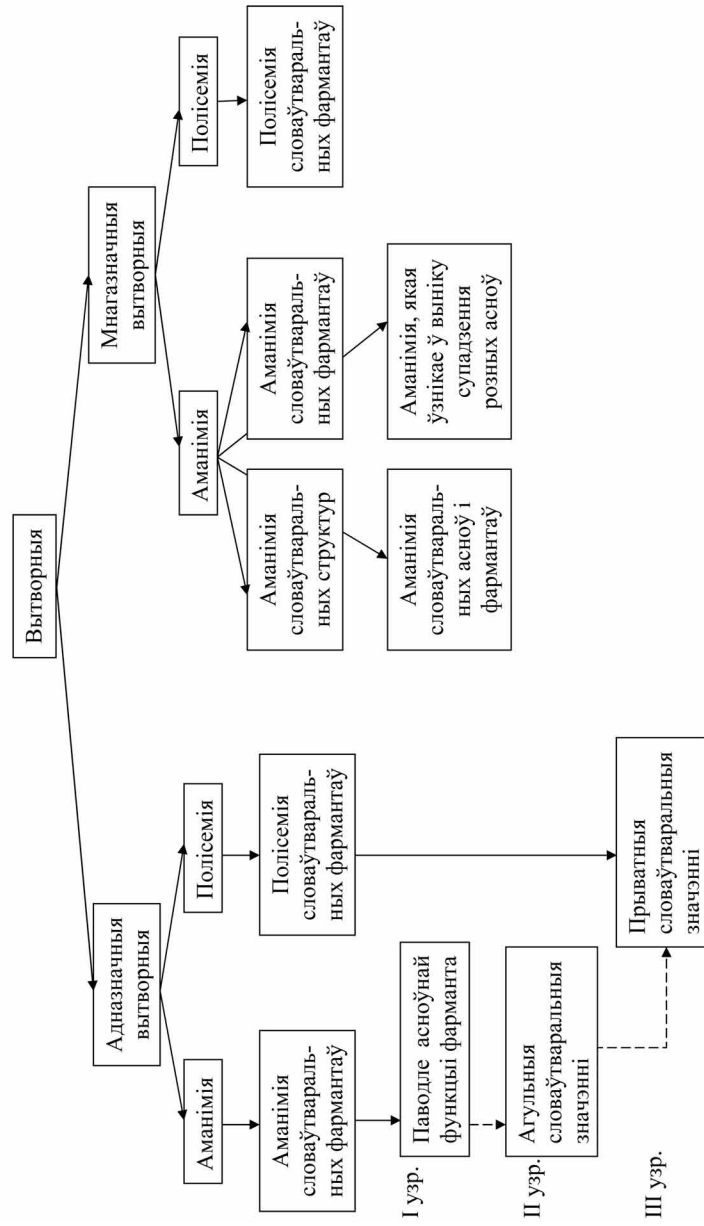 Вытворныя
Адназначныя
вытворныя
Мнагазначныя
вытворныя
Аманімія
Полісемія
Аманімія
Полісемія
Аманімія
словаўтвараль-
ных фармантаў
Полісемія
словаўтвараль-
ных фармантаў
Аманімія
словаўтвараль-
ных структур
Аманімія
словаўтвараль-
ных фармантаў
Полісемія
словаўтвараль-
ных фармантаў
I узр.
Паводле асноўнай
функцыі фарманта
Аманімія
словаўтвараль-
ных асноў і
фармантаў
Аманімія, якая
ўзнікае ў выніку
супадзення
розных асноў
II узр.
Агульныя
словаўтваральныя
значэнні
III узр.
Прыватныя
словаўтваральныя
значэнні